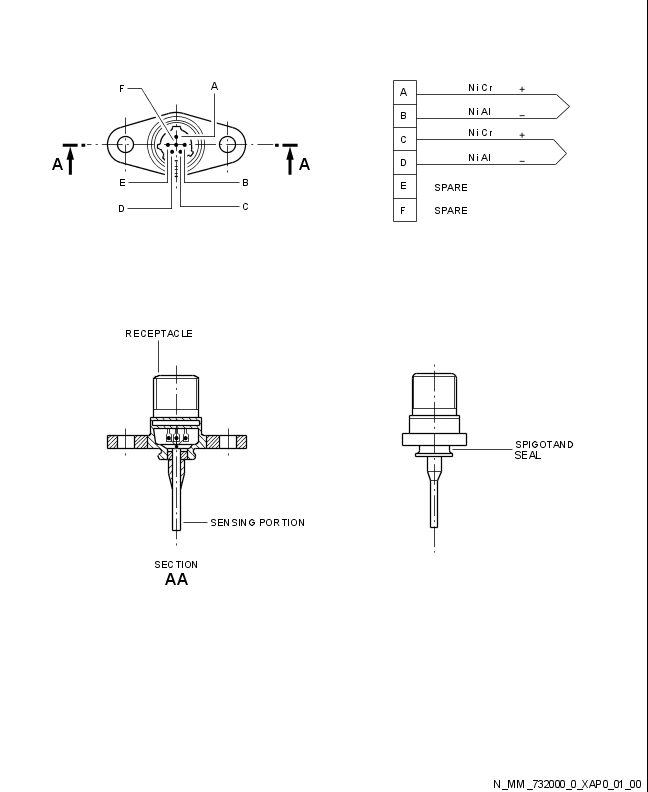 F
A
A
A
E
B
D
C
A
NiCr
+
B
NiAl
–
C
NiCr
+
D
NiAl
–
E
SPARE
F
SPARE
RECEPTACLE
SPIGOTAND
SEAL
SENSING PORTION
SECTION
AA
N_MM_732000_0_XAP0_01_00